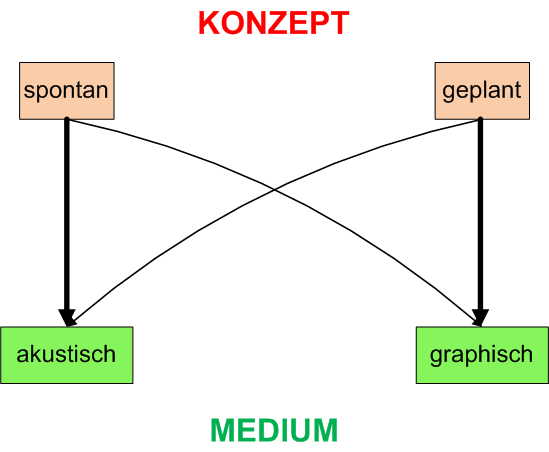 KONZEPT
spontan
geplant
akustisch
graphisch
MEDIUM